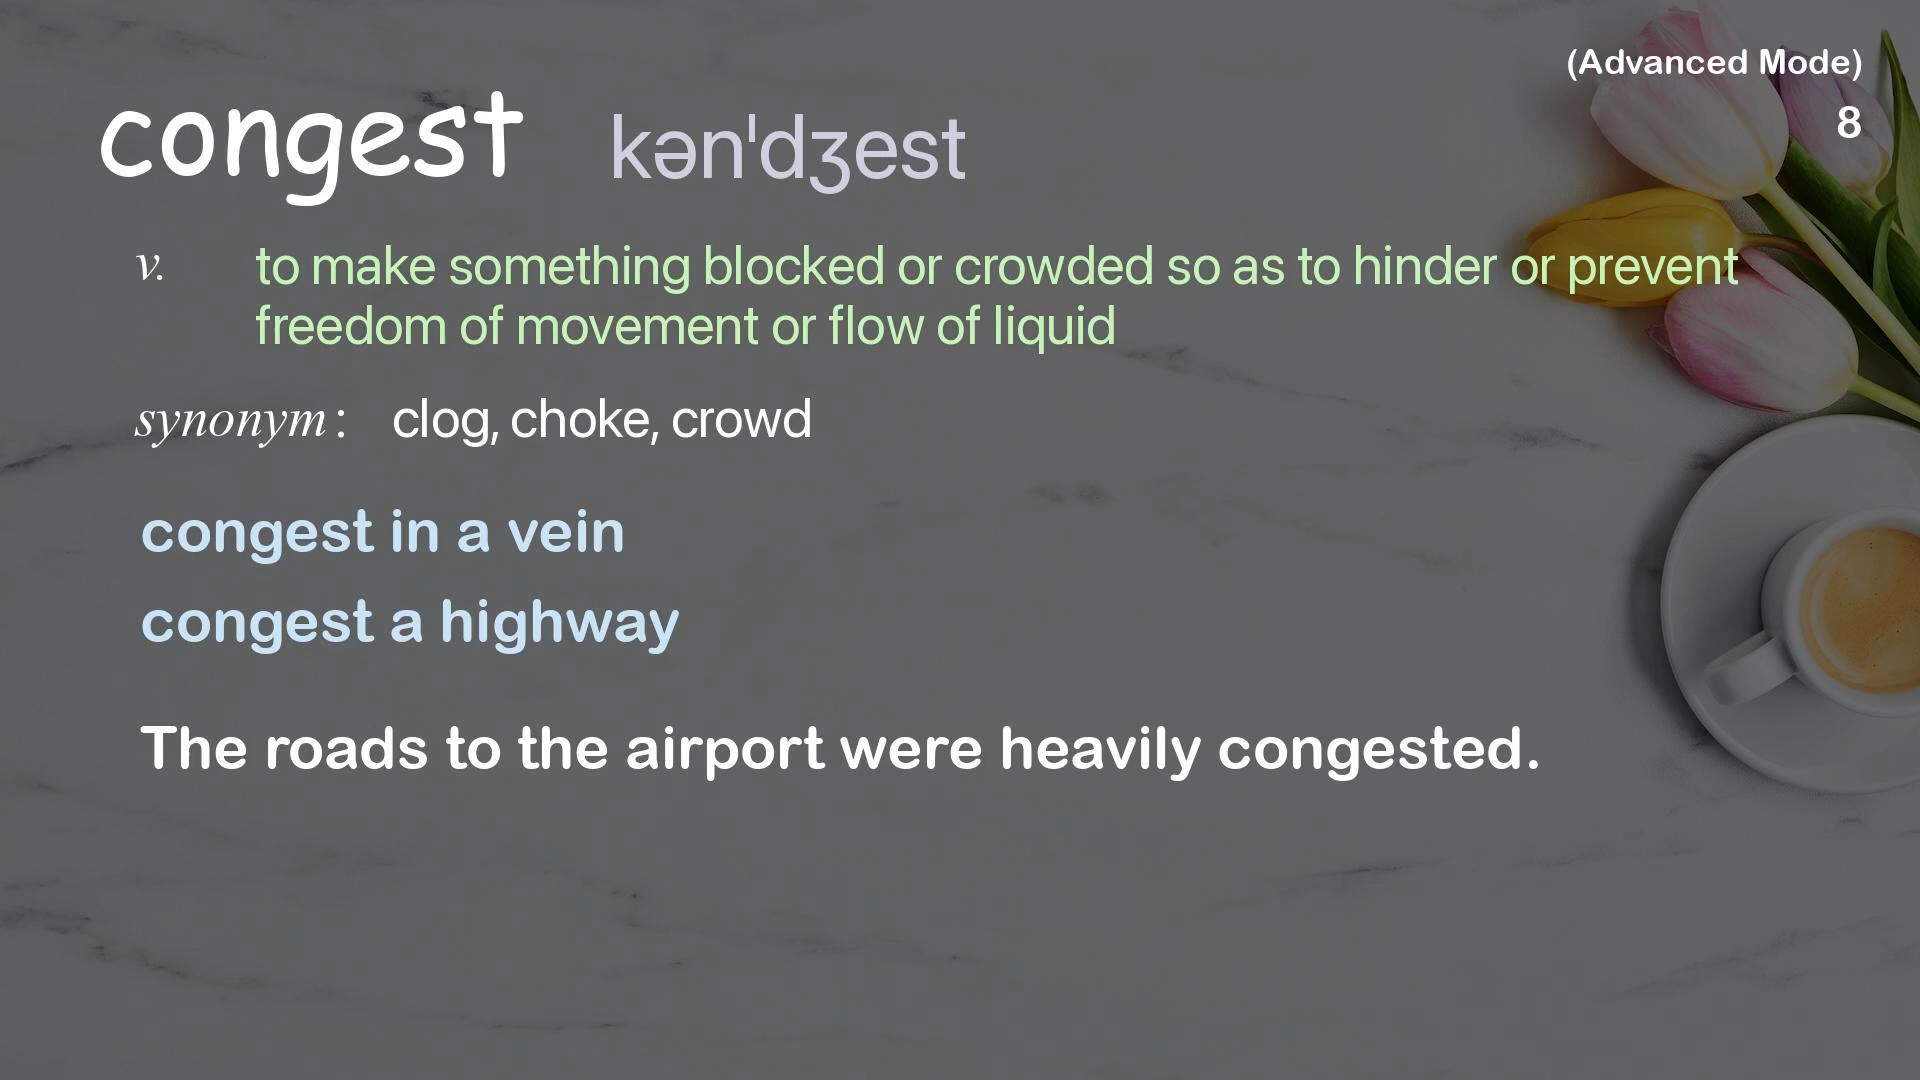 (Advanced Mode)
congest kən'dʒest
8
v. to make something blocked or crowded so as to hinder or prevent
freedom of movement or flow of liquid
synonym: clog, choke, crowd
congest in a vein
congest a highway
The roads to the airport were heavily congested.